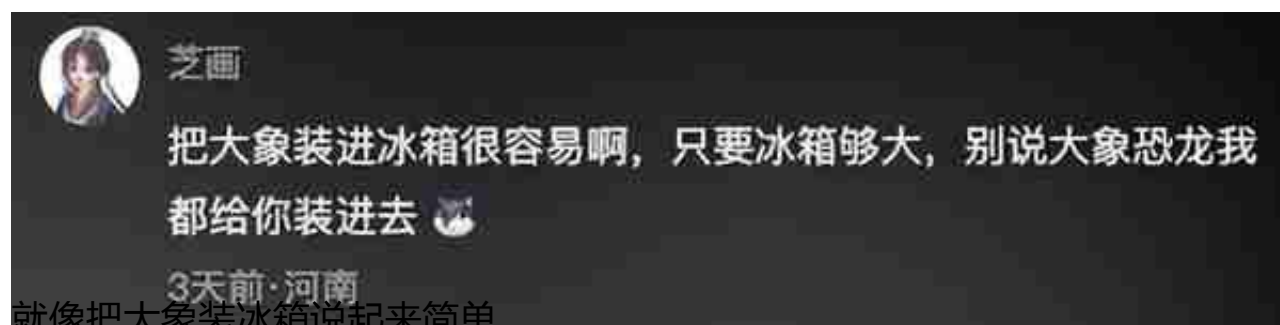 芝画
把大象装进冰箱很容易啊，只要冰箱够大，别说大象恐龙我
都给你装进去
3天前·河南
就像把大象装冰箱说起来简单